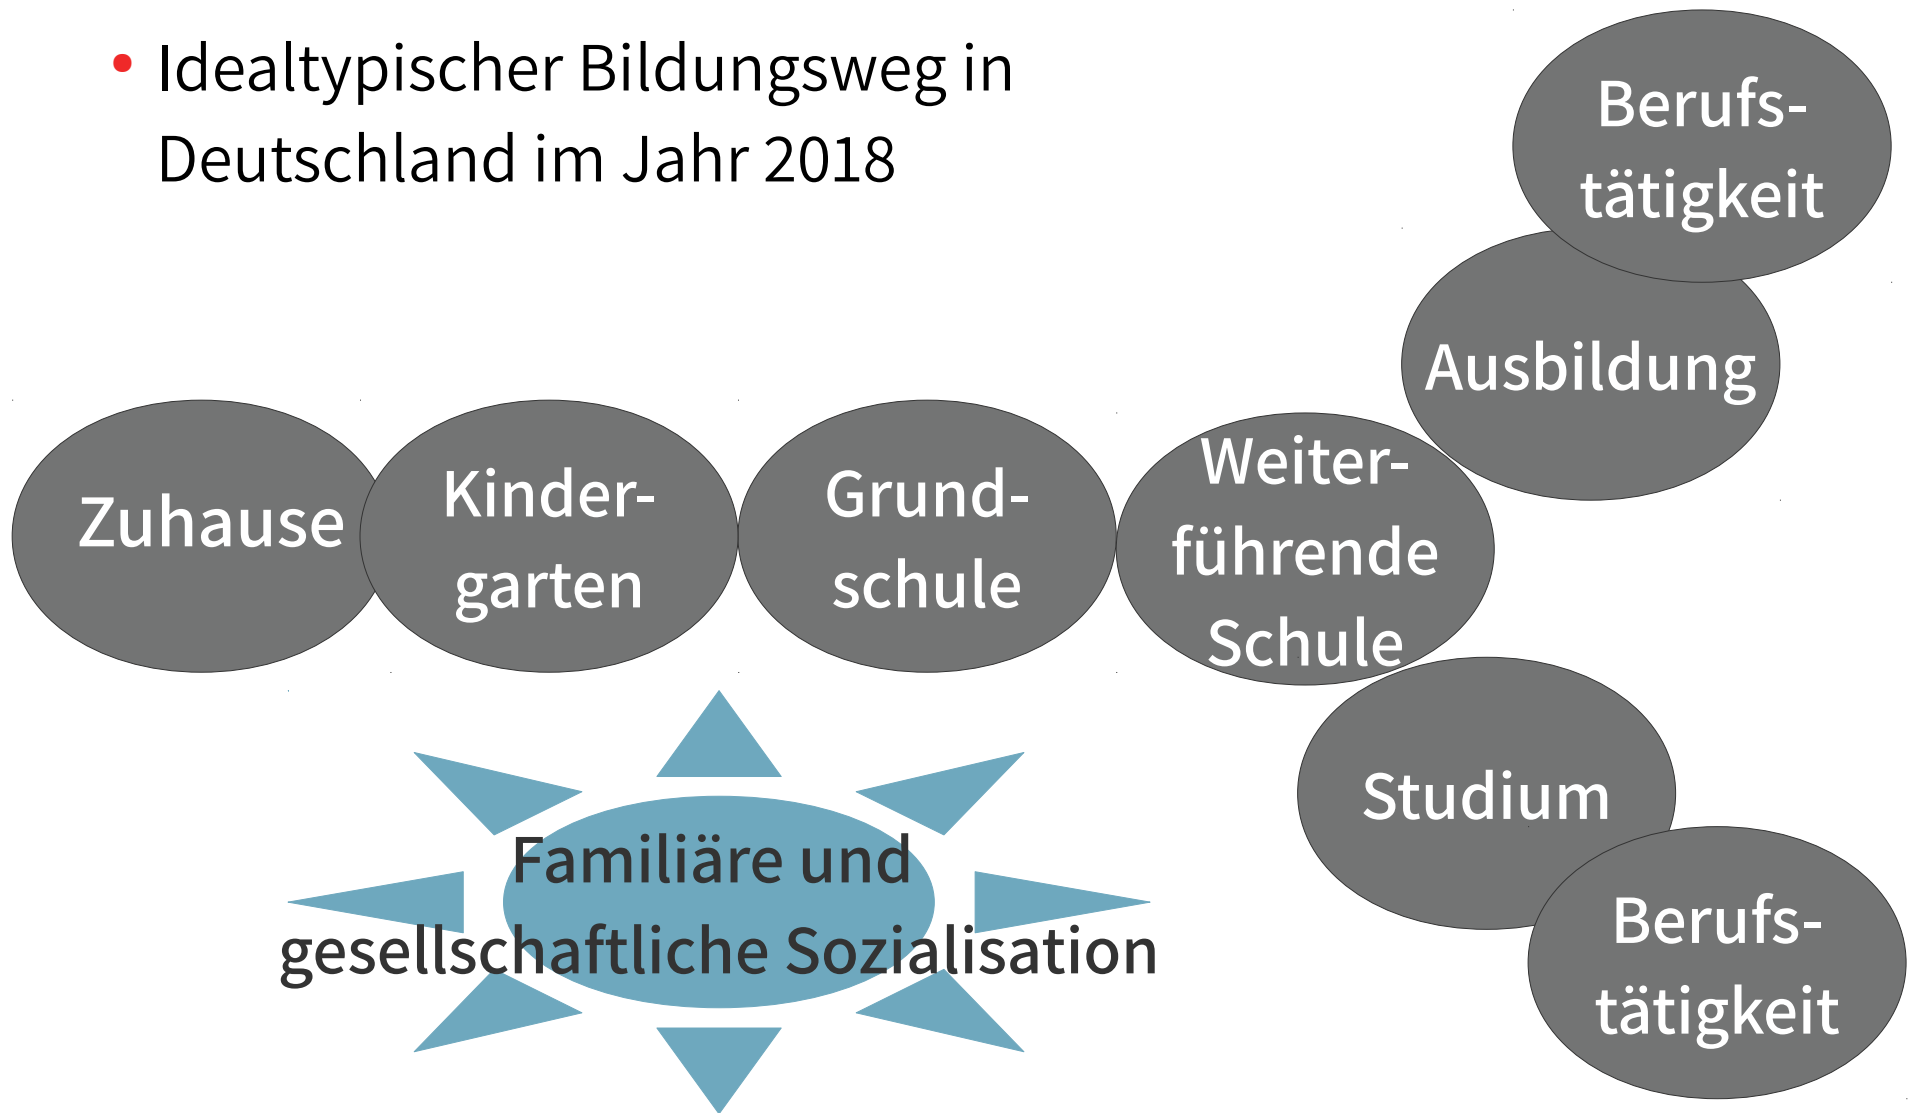 • Idealtypischer Bildungsweg in
Deutschland im Jahr 2018
Zuhause
Kinder-
garten
Grund-
schule
Weiter-
führende
Schule
Ausbildung
Berufs-
tätigkeit
Studium
Berufs-
tätigkeit
Familiäre und
gesellschaftliche Sozialisation